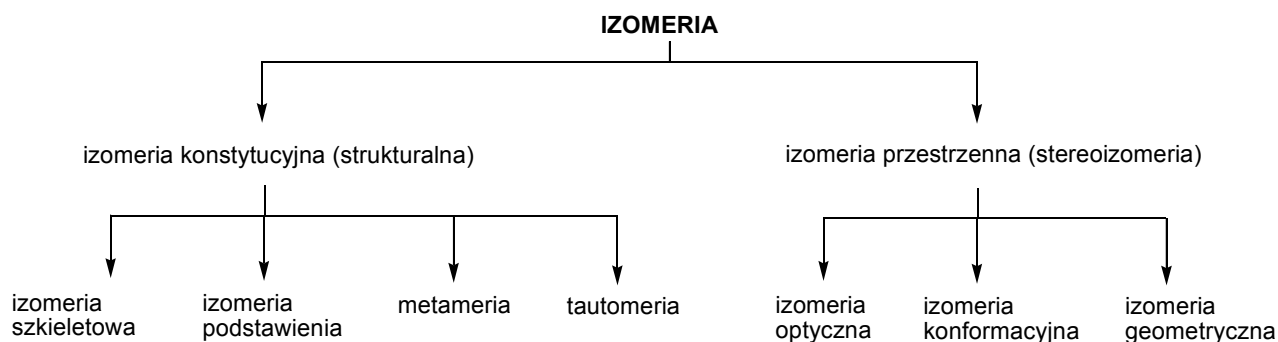 IZOMERIA
izomeria konstytucyjna (strukturalna)
izomeria przestrzenna (stereoizomeria)
izomeria
szkieletowa
izomeria
podstawienia
metameria
tautomeria
izomeria
optyczna
izomeria
konformacyjna
izomeria
geometryczna